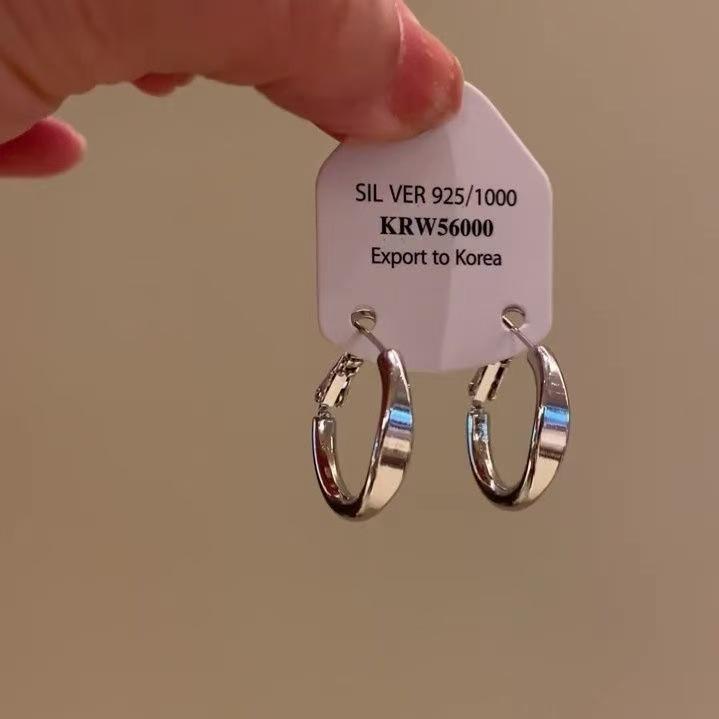 SIL VER 925/1000
KRW56000
Export to Korea